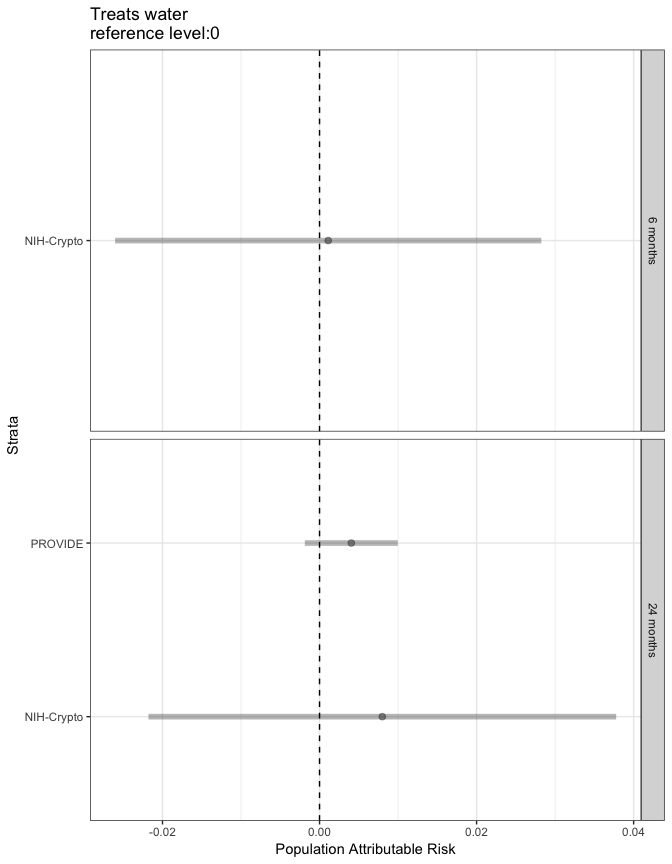 Treats water
reference level:0
NIH-Crypto
6 months
Strata
PROVIDE
NIH-Crypto
24 months
-0.02
0.00
0.02
0.04
Population Attributable Risk